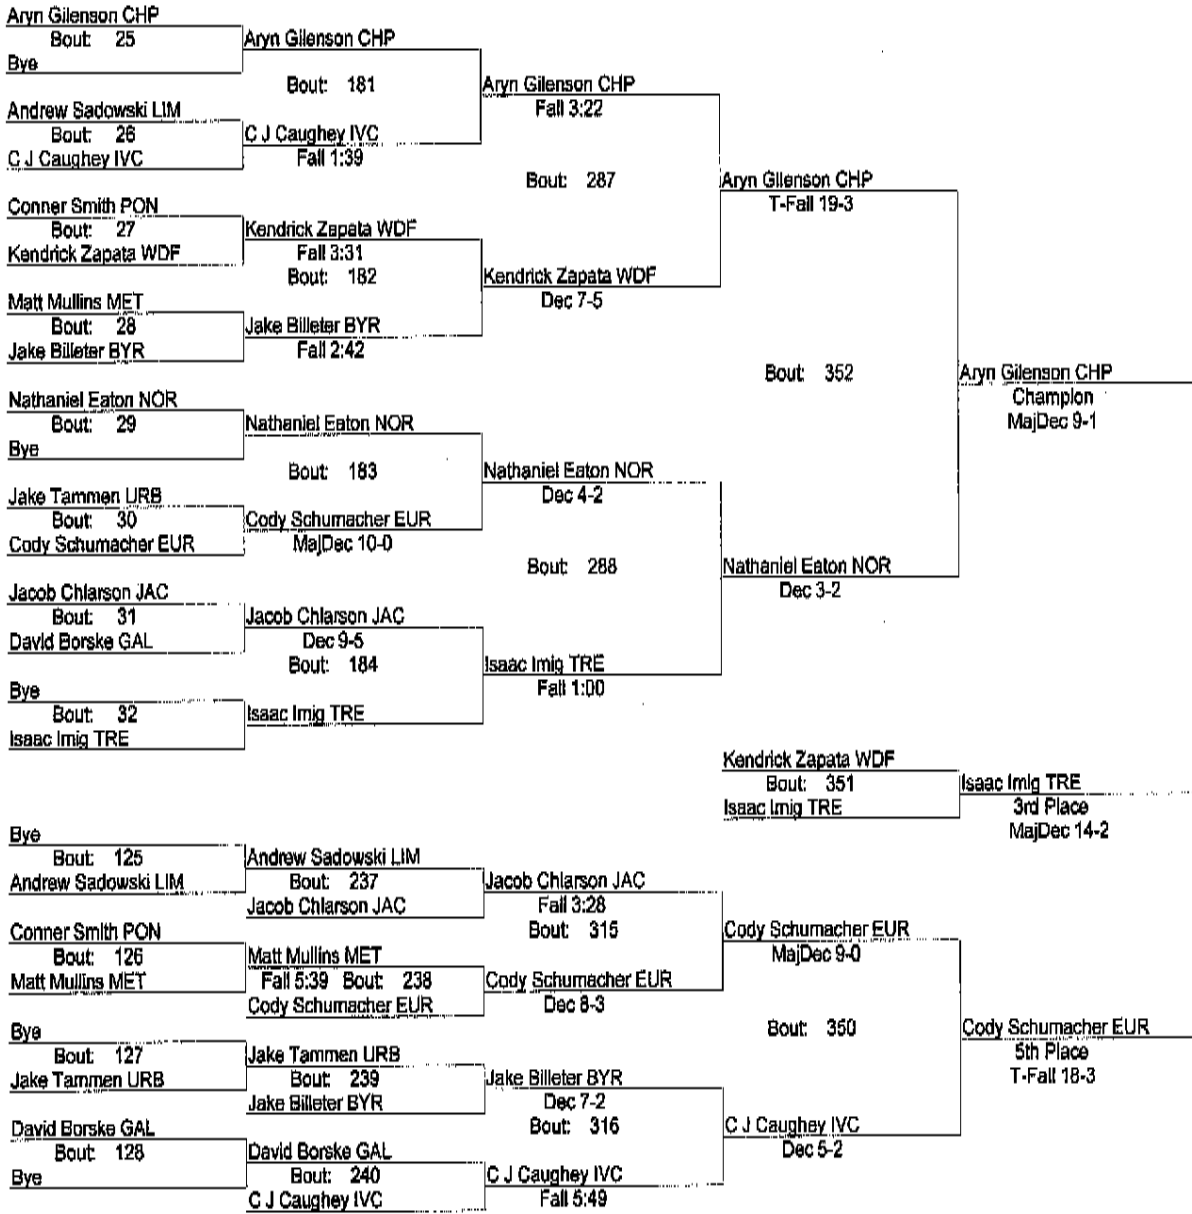 Aryn Gilenson CHP
Bout: 25
Bye
Aryn Gilenson CHP
Bout: 181
Andrew Sadowski LIM
Bout: 26
C J Caughey IVC
C J Caughey IVC
Fall 1:39
Aryn Gilenson CHP
Fall 3:22
Bout: 287
Conner Smith PON
Bout: 27
Kendrick Zapata WDF
Kendrick Zapata WDF
Fall 3:31
Bout: 182
Matt Mullins MET
Bout: 28
Jake Billeter BYR
Jake Billeter BYR
Fall 2:42
Kendrick Zapata WDF
Dec 7-5
Aryn Gilenson CHP
T-Fall 19-3
Bout: 352
Nathaniel Eaton NOR
Bout: 29
Bye
Nathaniel Eaton NOR
Bout: 183
Jake Tammen URB
Bout: 30
Cody Schumacher EUR
Cody Schumacher EUR
MajDec 10-0
Nathaniel Eaton NOR
Dec 4-2
Bout: 288
Jacob Chlarson JAC
Bout: 31
David Borske GAL
Jacob Chlarson JAC
Dec 9-5
Bout: 184
Bye
Bout: 32
Isaac Imig TRE
Isaac Imig TRE
Isaac Imig TRE
Fall 1:00
Nathaniel Eaton NOR
Dec 3-2
Aryn Gilenson CHP
Champion
MajDec 9-1
Kendrick Zapata WDF
Bout: 351
Isaac Imig TRE
Isaac Imig TRE
3rd Place
MajDec 14-2
Bye
Bout: 125
Andrew Sadowski LIM
Andrew Sadowski LIM
Bout: 237
Jacob Chlarson JAC
Jacob Chlarson JAC
Fall 3:28
Bout: 315
Conner Smith PON
Bout: 126
Matt Mullins MET
Matt Mullins MET
Fall 5:39 Bout: 238
Cody Schumacher EUR
Cody Schumacher EUR
Dec 8-3
Cody Schumacher EUR
MajDec 9-0
Bout: 350
Bye
Bout: 127
Jake Tammen URB
Jake Tammen URB
Bout: 239
Jake Billeter BYR
Jake Billeter BYR
Dec 7-2
Bout: 316
David Borske GAL
Bout: 128
Bye
David Borske GAL
Bout: 240
C J Caughey IVC
C J Caughey IVC
Fall 5:49
C J Caughey IVC
Dec 5-2
Cody Schumacher EUR
5th Place
T-Fall 18-3